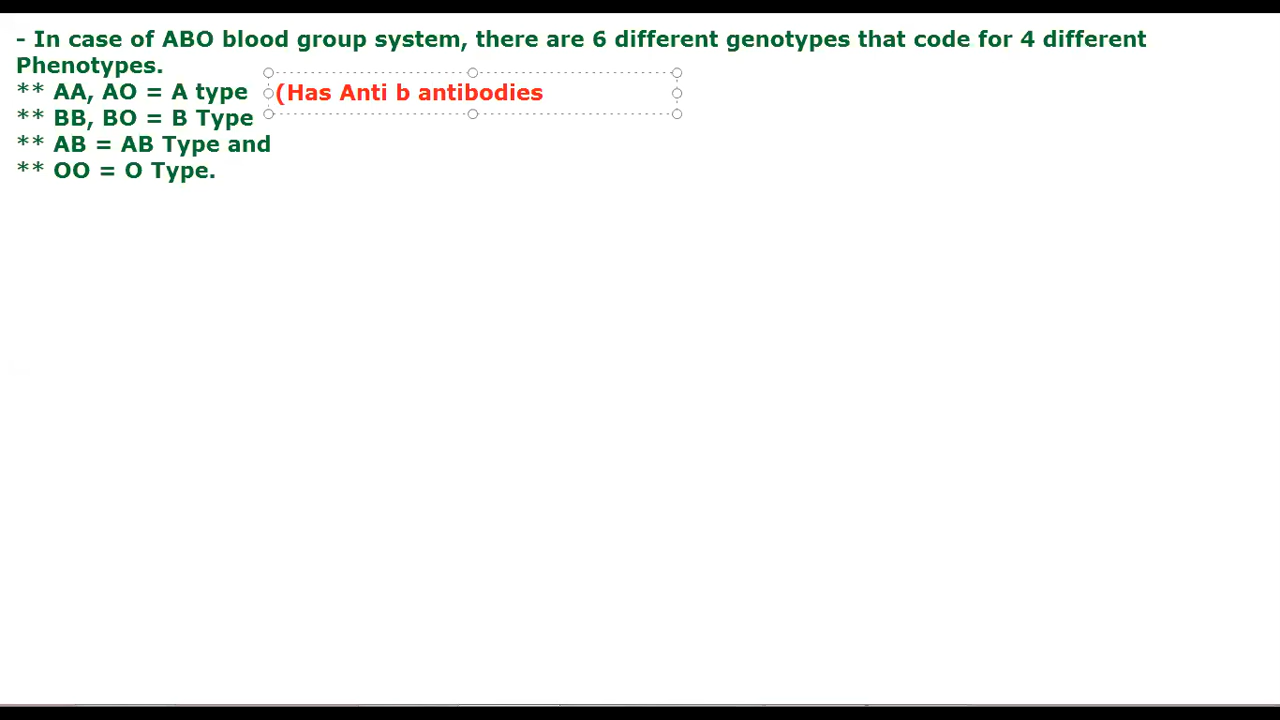 - In case of ABO blood group system, there are 6 different genotypes that code for 4 different
Phenotypes.
** AA, AO = A type (Has Anti b antibodies
** BB, BO = B Type
** AB = AB Type and
** OO = O Type.